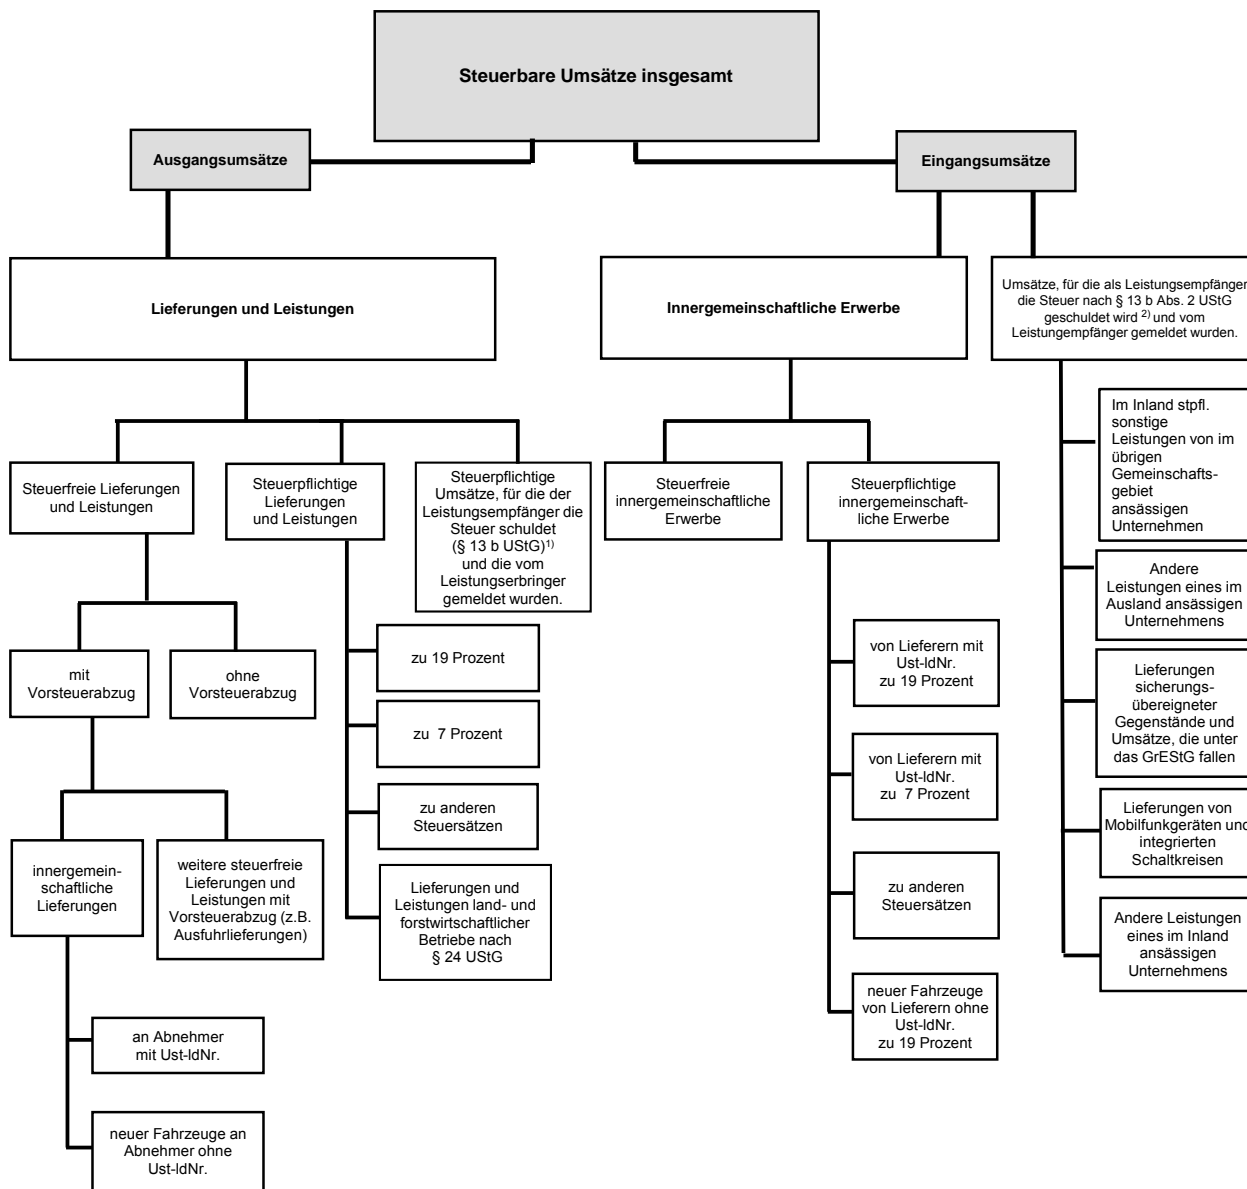 Steuerbare Umsätze insgesamt
Ausgangsumsätze
Eingangsumsätze
Lieferungen und Leistungen
Innergemeinschaftliche Erwerbe
Umsätze, für die als Leistungsempfänger
die Steuer nach § 13 b Abs. 2 UStG
geschuldet wird 2) und vom
Leistungempfänger gemeldet wurden.
Steuerfreie Lieferungen
und Leistungen
Steuerpflichtige
Lieferungen
und Leistungen
Steuerpflichtige
Umsätze, für die der
Leistungsempfänger die
Steuer schuldet
(§ 13 b UStG)1)
und die vom
Leistungserbringer
gemeldet wurden.
Steuerfreie
innergemeinschaftliche
Erwerbe
Steuerpflichtige
innergemeinschaft-
liche Erwerbe
Im Inland stpfl.
sonstige
Leistungen von im
übrigen
Gemeinschafts-
gebiet
ansässigen
Unternehmen
Andere
Leistungen eines im
Ausland ansässigen
Unternehmens
mit
Vorsteuerabzug
ohne
Vorsteuerabzug
zu 19 Prozent
zu 7 Prozent
zu anderen
Steuersätzen
Lieferungen und
Leistungen land- und
forstwirtschaftlicher
Betriebe nach
§ 24 UStG
von Lieferern mit
Ust-IdNr.
zu 19 Prozent
von Lieferern mit
Ust-IdNr.
zu 7 Prozent
zu anderen
Steuersätzen
neuer Fahrzeuge
von Lieferern ohne
Ust-IdNr.
zu 19 Prozent
Lieferungen
sicherungs-
übereigneter
Gegenstände und
Umsätze, die unter
das GrEStG fallen
Lieferungen von
Mobilfunkgeräten und
integrierten
Schaltkreisen
Andere Leistungen
eines im Inland
ansässigen
Unternehmens
innergemein-
schaftliche
Lieferungen
weitere steuerfreie
Lieferungen und
Leistungen mit
Vorsteuerabzug (z.B.
Ausfuhrlieferungen)
an Abnehmer
mit Ust-IdNr.
neuer Fahrzeuge an
Abnehmer ohne
Ust-IdNr.